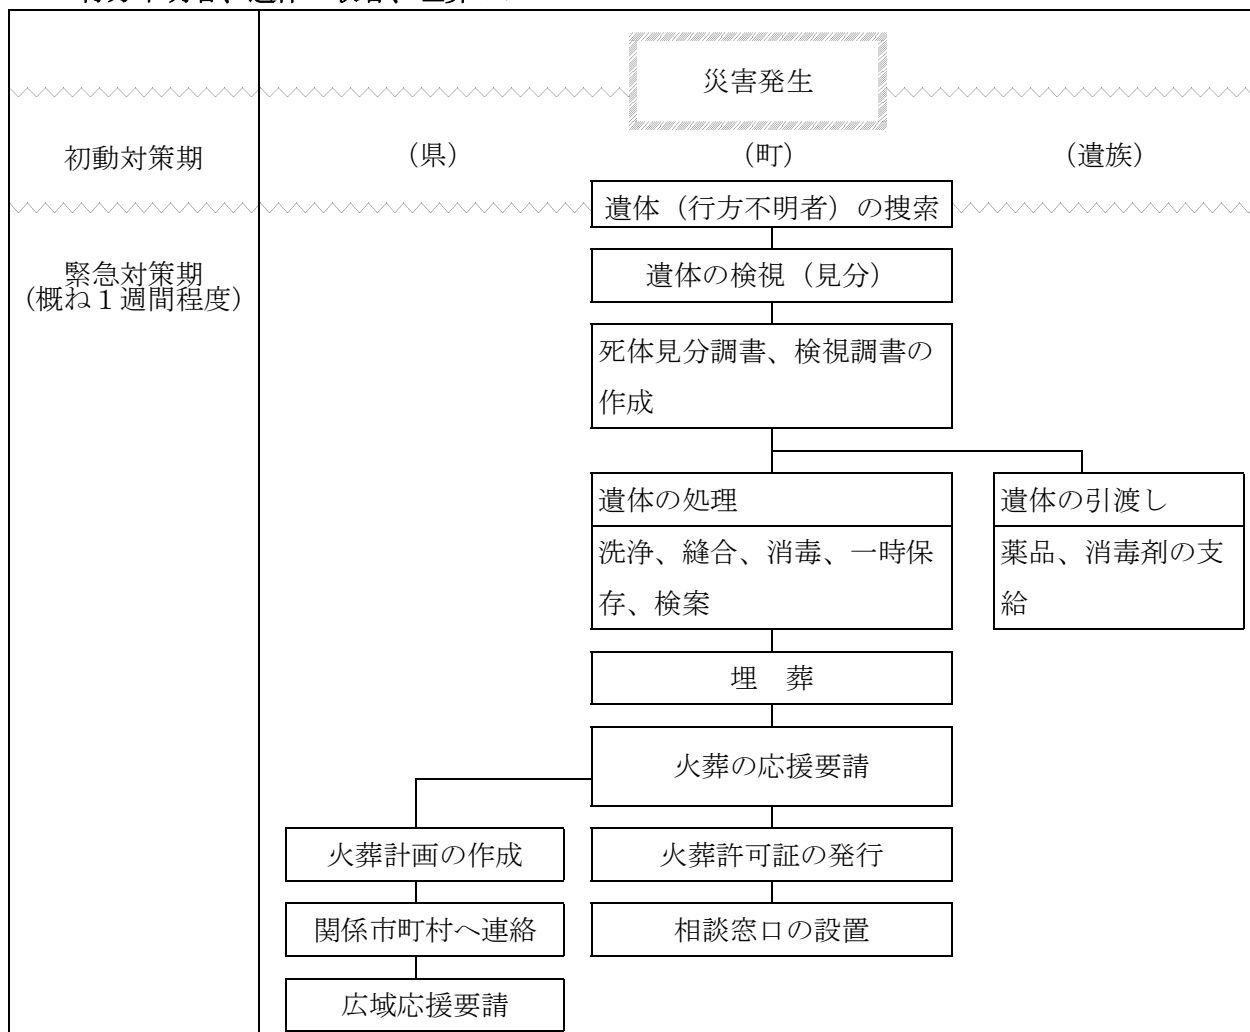 災害発生
初動対策期
（県）
（町）
（遺族）
遺体（行方不明者）の捜索
緊急対策期
（概ね１週間程度）
遺体の検視（見分）
死体見分調書、検視調書の
作成
遺体の処理
洗浄、縫合、消毒、一時保
存、検案
遺体の引渡し
薬品、消毒剤の支
給
埋　葬
火葬の応援要請
火葬計画の作成
火葬許可証の発行
関係市町村へ連絡
相談窓口の設置
広域応援要請